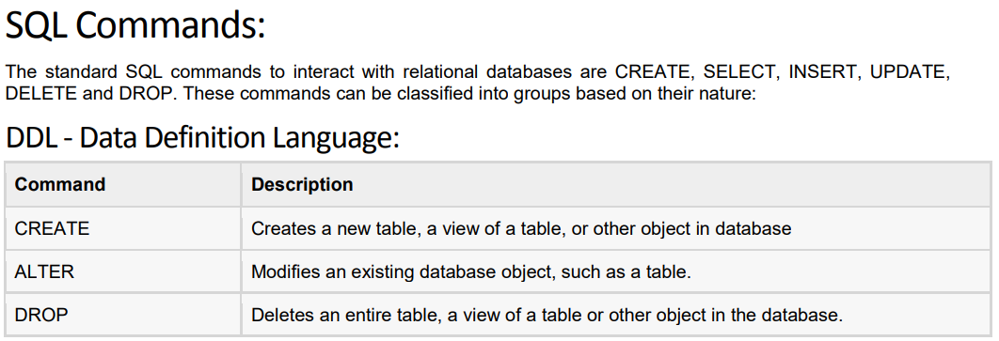 SQL Commands:
The standard SQL commands to interact with relational databases are CREATE, SELECT, INSERT, UPDATE,
DELETE and DROP. These commands can be classified into groups based on their nature:
DDL - Data Definition Language:
Command Description
CREATE Creates a new table, a view of a table, or other object in database
ALTER Modifies an existing database object, such as a table.
DROP Deletes an entire table, a view of a table or other object in the database.